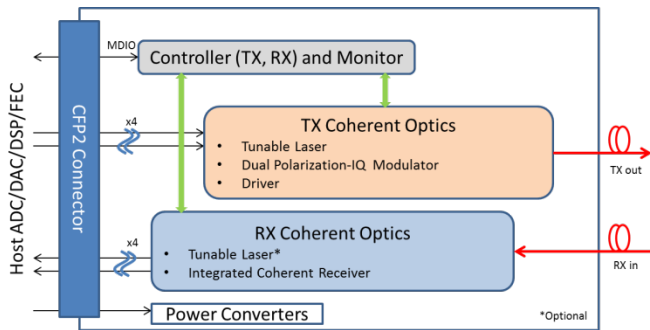 Host ADC/DAC/DSP/FEC
CFP2 Connector
MDIO
Controller (TX, RX) and Monitor
x4
TX Coherent Optics
• Tunable Laser
• Dual Polarization-IQ Modulator
• Driver
TX out
x4
RX Coherent Optics
• Tunable Laser*
• Integrated Coherent Receiver
RX in
Power Converters
*Optional